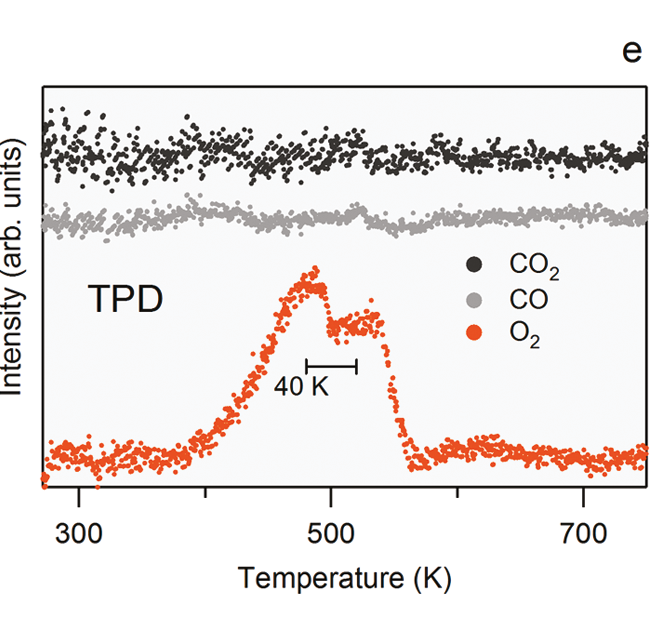 e
Intensity (arb. units)
CO₂
CO
O₂
TPD
40 K
300 500 700
Temperature (K)